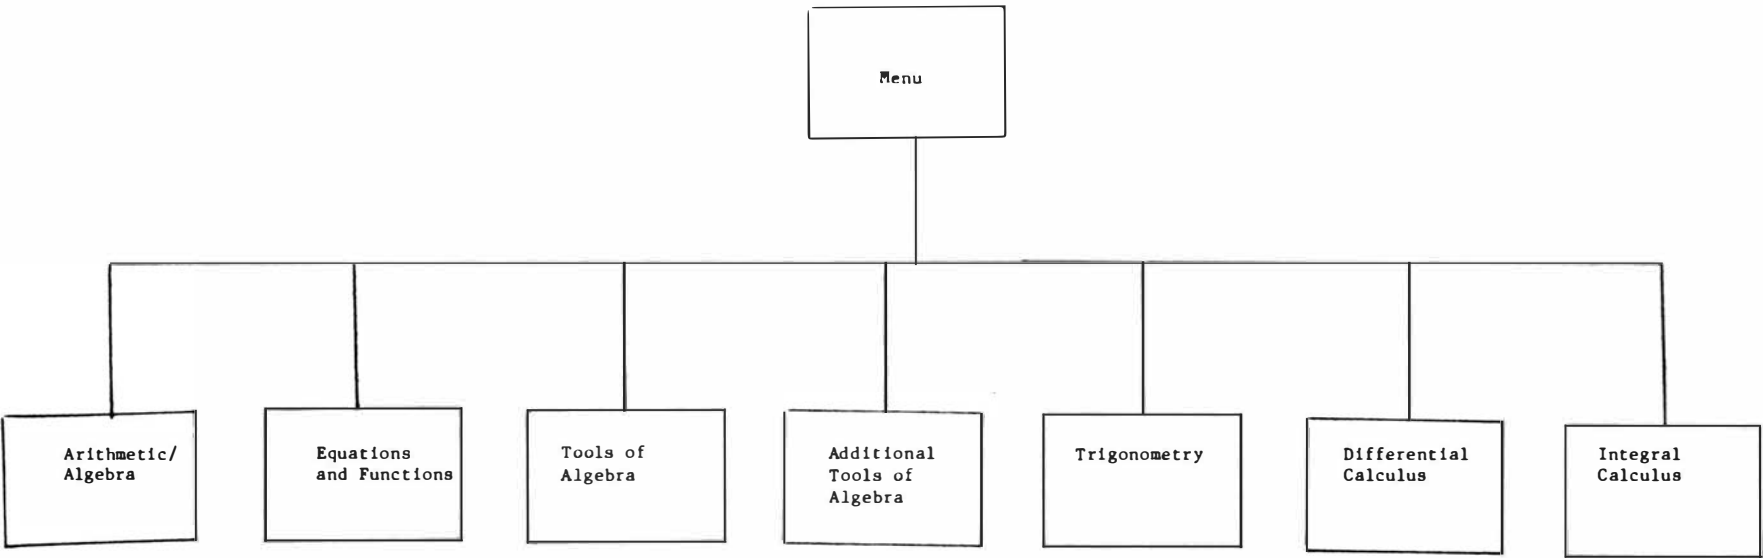 Menu
Arithmetic/
Algebra
Equations
and Functions
Tools of
Algebra
Additional
Tools of
Algebra
Trigonometry
Differential
Calculus
Integral
Calculus